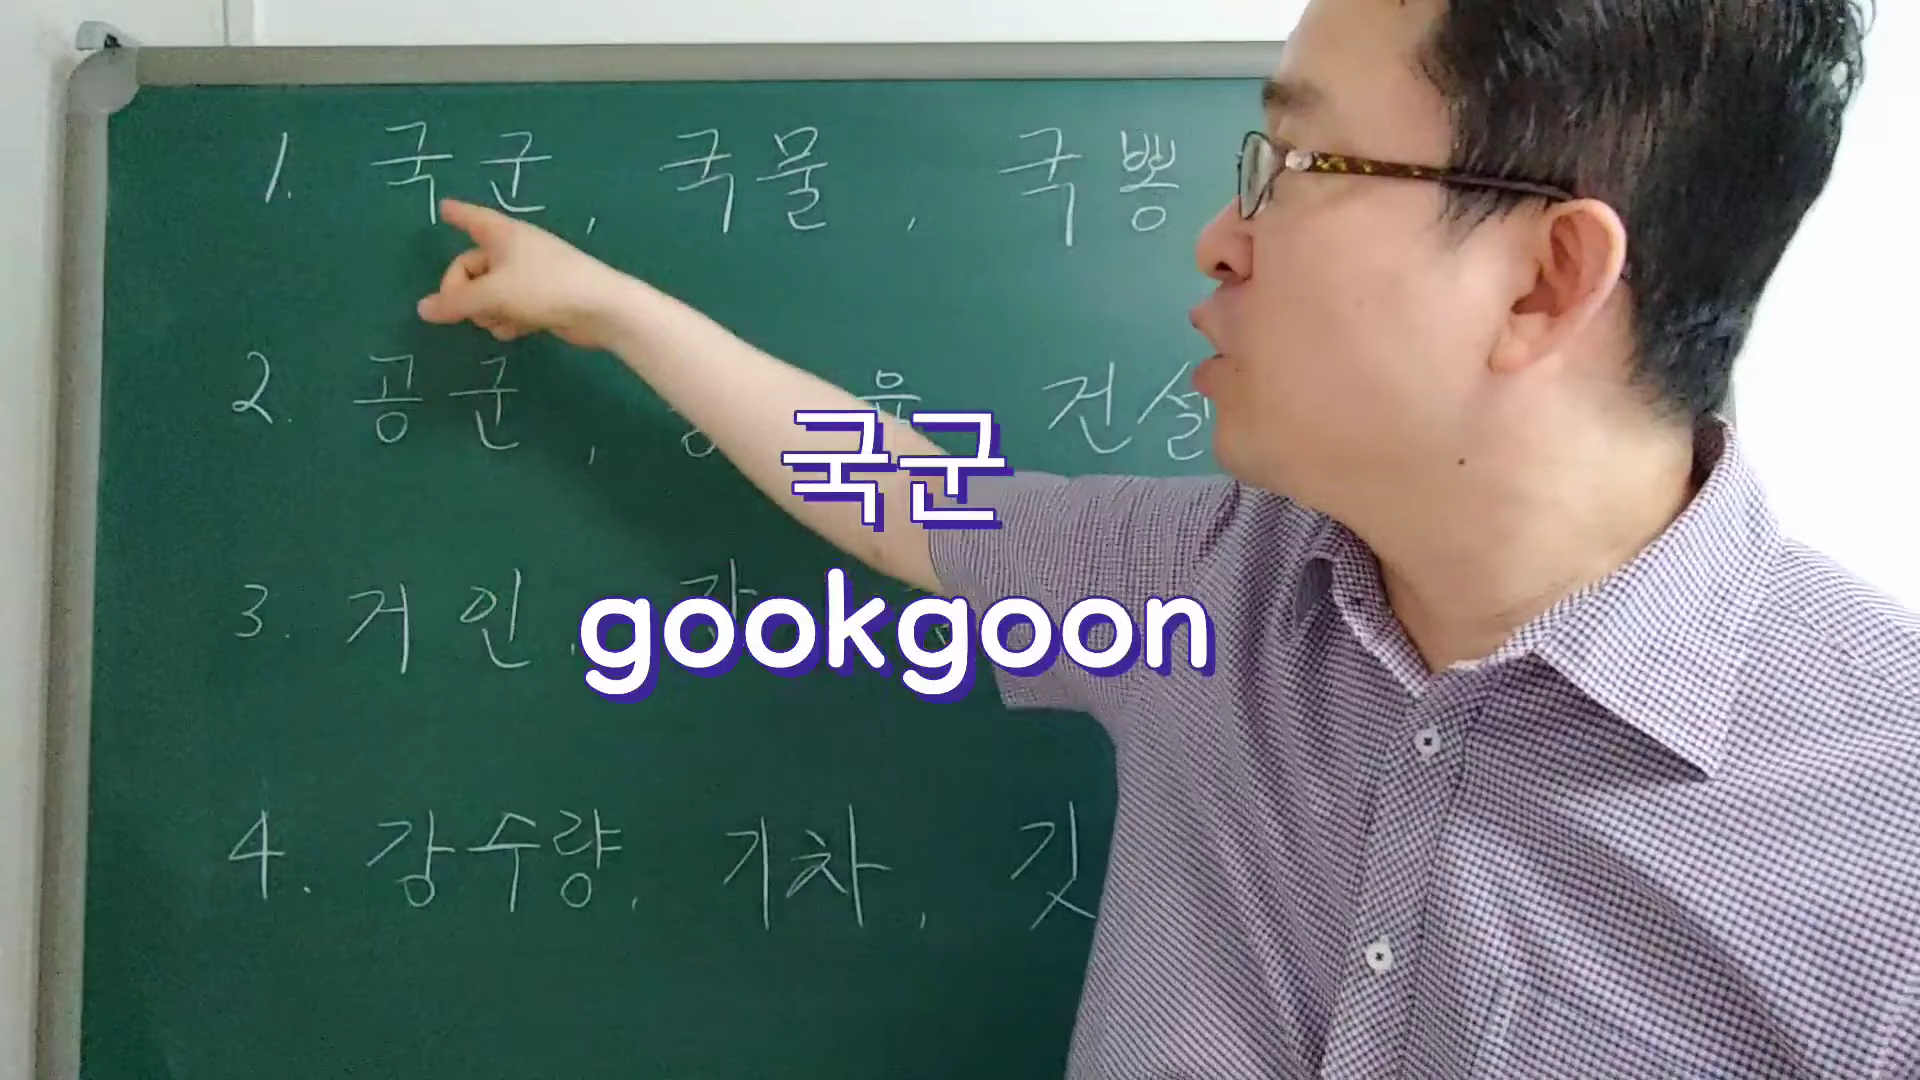 1. 국군, 국물, 국뽕
2. 공군, 건설
국군
3. 거인,
gookgoon
4. 강수량, 기차, 깃